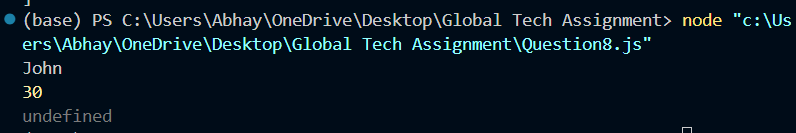 ]
(base) PS C:\Users\Abhay\OneDrive\Desktop\Global Tech Assignment> node "c:\Us
ers\Abhay\OneDrive\Desktop\Global Tech Assignment\Question8.js"
John
30
undefined